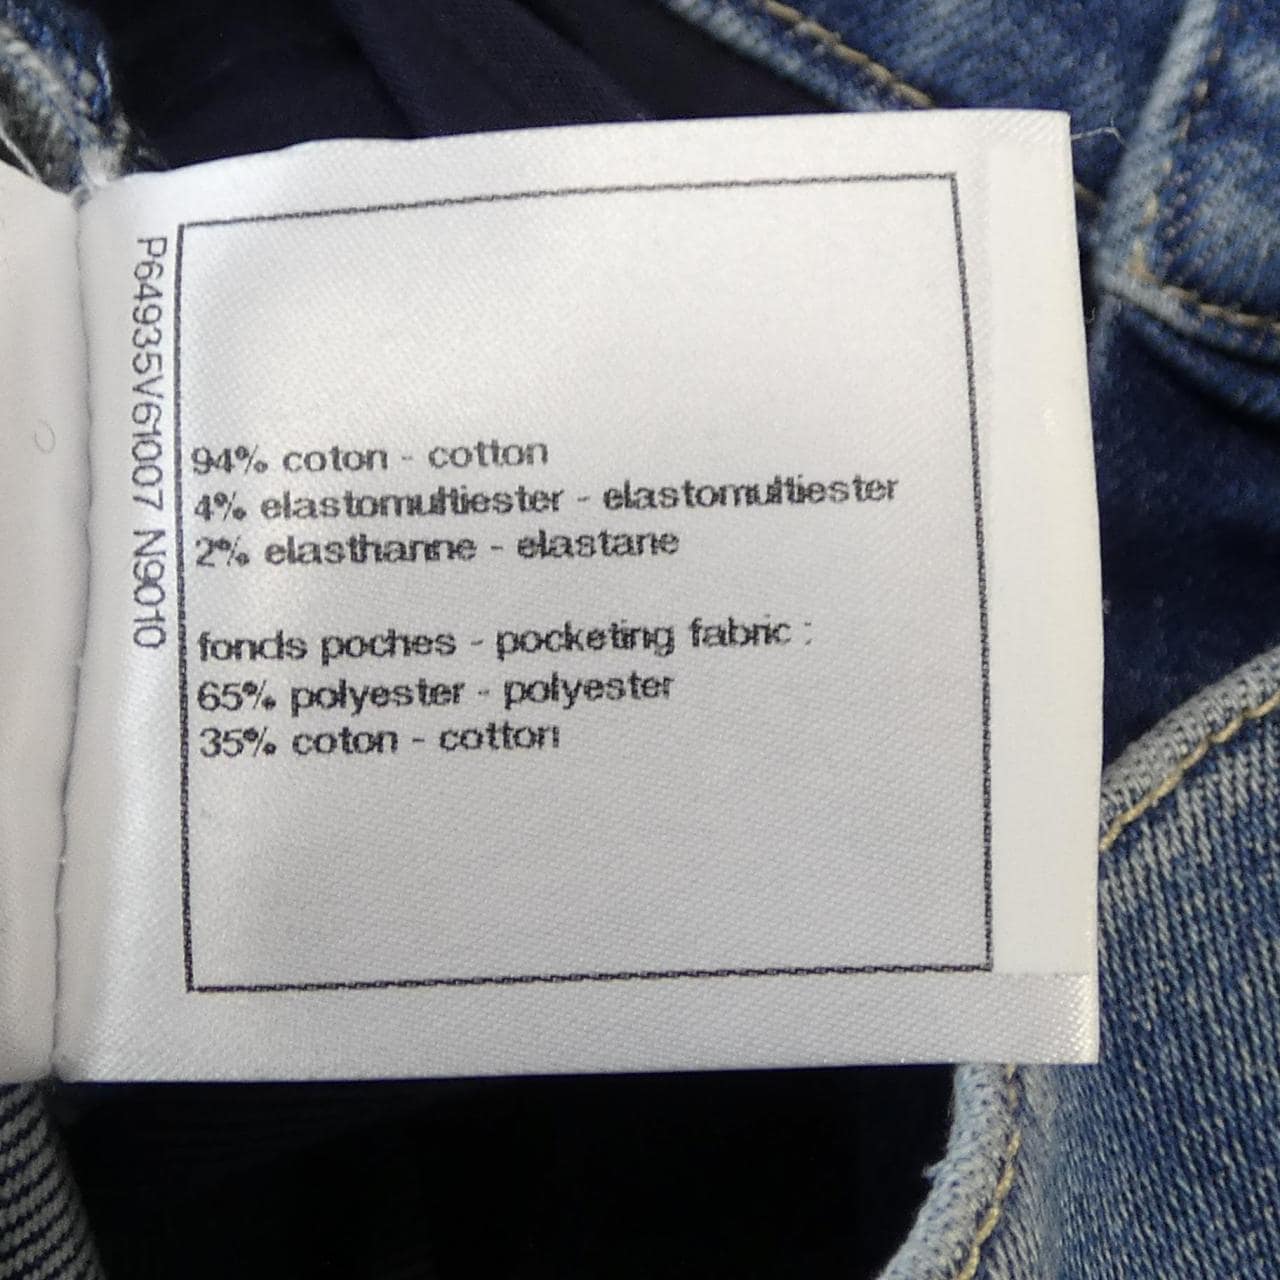 P64935V61007 N9010
94% coton - cotton
4% elastomultiester - elastomultiester
2% elasthanne - elastane
fonds poches - pocketing fabric :
65% polyester - polyester
35% coton - cotton